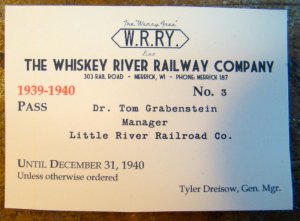 The "Worry Free"
W.R.RY.
Line
THE WHISKEY RIVER RAILWAY COMPANY
303 RAIL ROAD - MERRICK, WI - PHONE: MERRICK 187
1939-1940 No. 3
PASS Dr. Tom Grabenstein
Manager
Little River Railroad Co.
UNTIL DECEMBER 31, 1940
Unless otherwise ordered
Tyler Dreisow, Gen. Mgr.